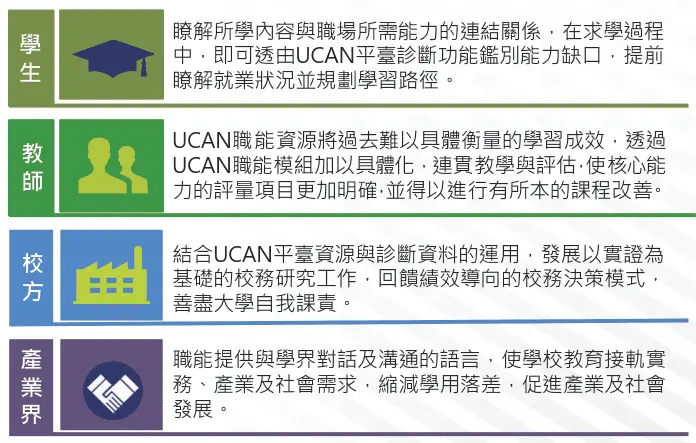 學生
瞭解所學內容與職場所需能力的連結關係，在求學過程
中，即可透由UCAN平臺診斷功能鑑別能力缺口，提前
瞭解就業狀況並規劃學習路徑。
教師
UCAN職能資源將過去難以具體衡量的學習成效，透過
UCAN職能模組加以具體化，連貫教學與評估，使核心能
力的評量項目更加明確，並得以進行有所本的課程改善。
校方
結合UCAN平臺資源與診斷資料的運用，發展以實證為
基礎的校務研究工作，回饋績效導向的校務決策模式，
善盡大學自我課責。
產業界
職能提供與學界對話及溝通的語言，使學校教育接軌實
務、產業及社會需求，縮減學用落差，促進產業及社會
發展。